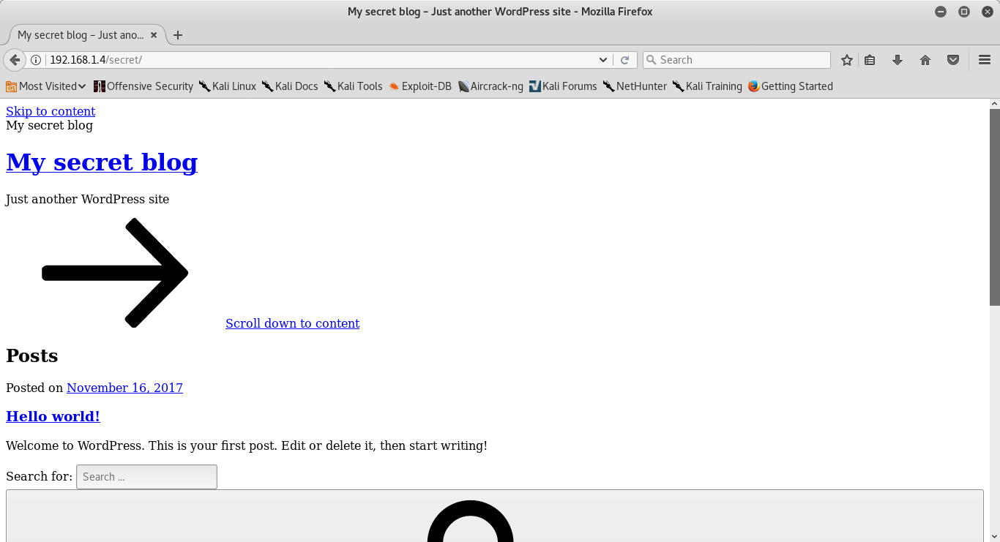 My secret blog – Just another WordPress site - Mozilla Firefox
My secret blog – Just ano...
192.168.1.4/secret/
Search
Most Visited Offensive Security Kali Linux Kali Docs Kali Tools Exploit-DB Aircrack-ng Kali Forums NetHunter Kali Training Getting Started
Skip to content
My secret blog
My secret blog
Just another WordPress site
Scroll down to content
Posts
Posted on November 16, 2017
Hello world!
Welcome to WordPress. This is your first post. Edit or delete it, then start writing!
Search for: Search ...